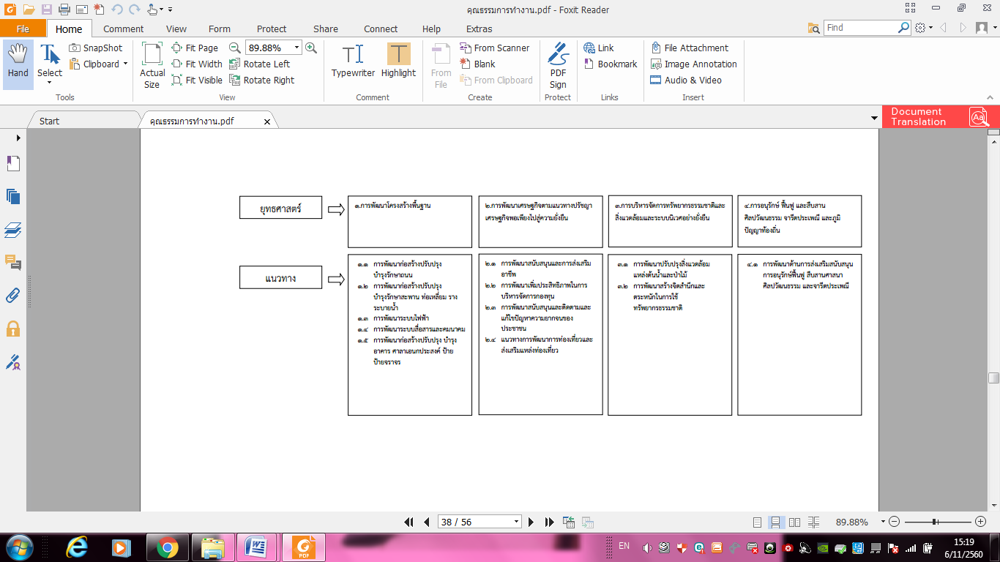 คุณธรรมการทำงาน.pdf - Foxit Reader
File Home Comment View Form Protect Share Connect Help Extras Find
Hand
Select
SnapShot
Clipboard
Tools
Actual Size
Fit Page
Fit Width
Fit Visible
89.88%
Rotate Left
Rotate Right
View
Typewriter
Highlight
Comment
From File
From Scanner
Blank
From Clipboard
Create
PDF Sign
Protect
Link
Bookmark
Links
File Attachment
Image Annotation
Audio & Video
Insert
Start
คุณธรรมการทำงาน.pdf
Document
Translation
Aa
ยุทธศาสตร์
๑.การพัฒนาโครงสร้างพื้นฐาน
๒.การพัฒนาเศรษฐกิจตามแนวทางปรัชญา
เศรษฐกิจพอเพียงไปสู่ความยั่งยืน
๓.การบริหารจัดการทรัพยากรธรรมชาติและ
สิ่งแวดล้อมและระบบนิเวศอย่างยั่งยืน
๔.การอนุรักษ์ ฟื้นฟู และสืบสาน
ศิลปวัฒนธรรม จารีตประเพณี และภูมิ
ปัญญาท้องถิ่น
แนวทาง
๑.๑ การพัฒนาก่อสร้างปรับปรุง
บำรุงรักษาถนน
๑.๒ การพัฒนาก่อสร้างปรับปรุง
บำรุงรักษาสะพาน ท่อเหลี่ยม ราง
ระบายน้ำ
๑.๓ การพัฒนาระบบไฟฟ้า
๑.๔ การพัฒนาระบบสื่อสารและคมนาคม
๑.๕ การพัฒนาก่อสร้างปรับปรุง บำรุง
อาคาร ศาลาเอนกประสงค์ ป้าย
ป้ายจราจร
๒.๑ การพัฒนาสนับสนุนและการส่งเสริม
อาชีพ
๒.๒ การพัฒนาเพิ่มประสิทธิภาพในการ
บริหารจัดการกองทุน
๒.๓ การพัฒนาสนับสนุนและติดตามและ
แก้ไขปัญหาความยากจนของ
ประชาชน
๒.๔ แนวทางการพัฒนาการท่องเที่ยวและ
ส่งเสริมแหล่งท่องเที่ยว
๓.๑ การพัฒนาปรับปรุงสิ่งแวดล้อม
แหล่งต้นน้ำและป่าไม้
๓.๒ การพัฒนาสร้างจิตสำนึกและ
ตระหนักในการใช้
ทรัพยากรธรรมชาติ
๔.๑ การพัฒนาด้านการส่งเสริมสนับสนุน
การอนุรักษ์ฟื้นฟู สืบสานศาสนา
ศิลปวัฒนธรรม และจารีตประเพณี
38 / 56
89.88%
PDF
EN
15:19
6/11/2560